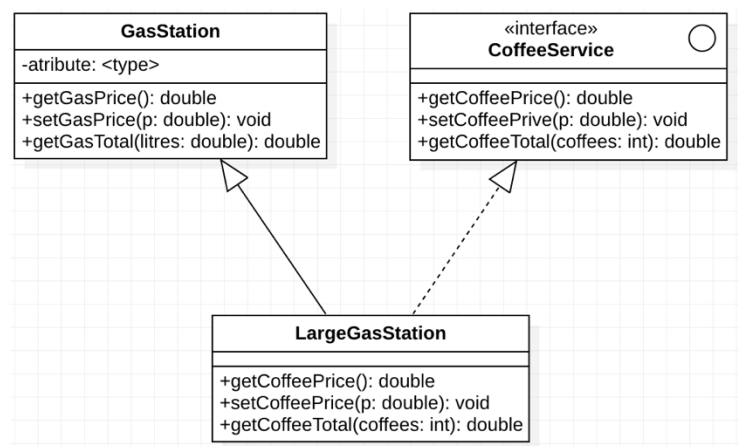 GasStation
-atribute: <type>
+getGasPrice(): double
+setGasPrice(p: double): void
+getGasTotal(litres: double): double
«interface»
CoffeeService
+getCoffeePrice(): double
+setCoffeePrive(p: double): void
+getCoffeeTotal(coffees: int): double
LargeGasStation
+getCoffeePrice(): double
+setCoffeePrice(p: double): void
+getCoffeeTotal(coffees: int): double